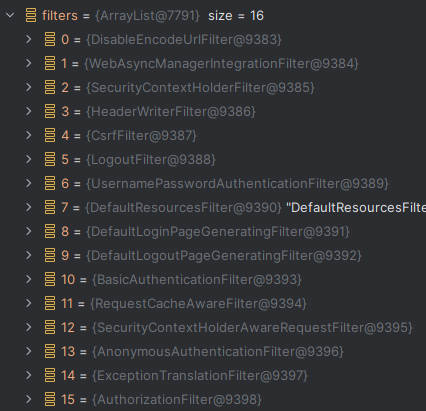 filters = {ArrayList@7791} size = 16
0 = {DisableEncodeUrlFilter@9383}
1 = {WebAsyncManagerIntegrationFilter@9384}
2 = {SecurityContextHolderFilter@9385}
3 = {HeaderWriterFilter@9386}
4 = {CsrfFilter@9387}
5 = {LogoutFilter@9388}
6 = {UsernamePasswordAuthenticationFilter@9389}
7 = {DefaultResourcesFilter@9390} "DefaultResourcesFilte
8 = {DefaultLoginPageGeneratingFilter@9391}
9 = {DefaultLogoutPageGeneratingFilter@9392}
10 = {BasicAuthenticationFilter@9393}
11 = {RequestCacheAwareFilter@9394}
12 = {SecurityContextHolderAwareRequestFilter@9395}
13 = {AnonymousAuthenticationFilter@9396}
14 = {ExceptionTranslationFilter@9397}
15 = {AuthorizationFilter@9398}